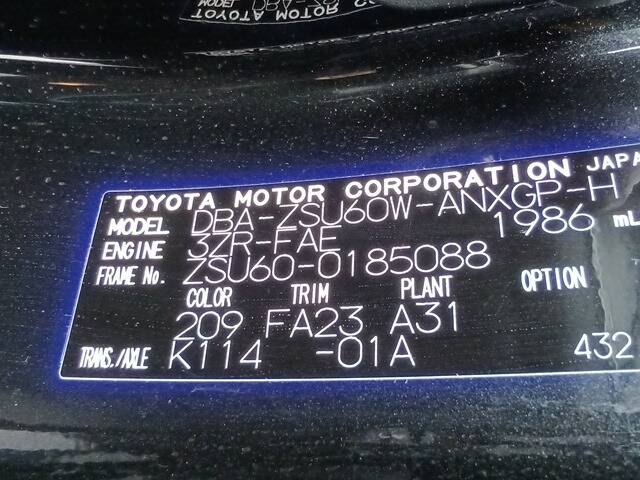 TOYOTA MOTOR CORPORATION JAPA
MODEL DBA-ZSU60W-ANXGP-H
ENGINE 3ZR-FAE 1986 mL
FRAME No. ZSU60-0185088
COLOR TRIM PLANT OPTION
209 FA23 A31
TRANS./AXLE K114 -01A 432